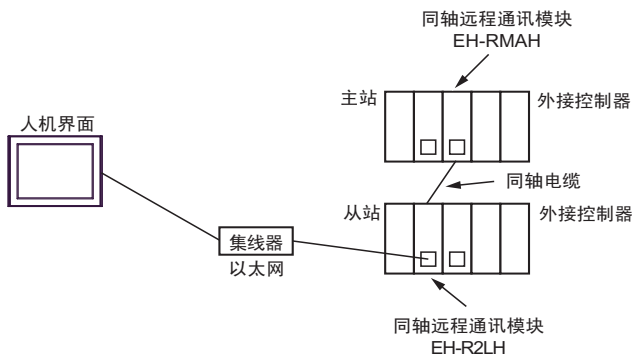 同轴远程通讯模块
EH-RMAH
主站
外接控制器
人机界面
同轴电缆
从站
外接控制器
集线器
以太网
同轴远程通讯模块
EH-R2LH